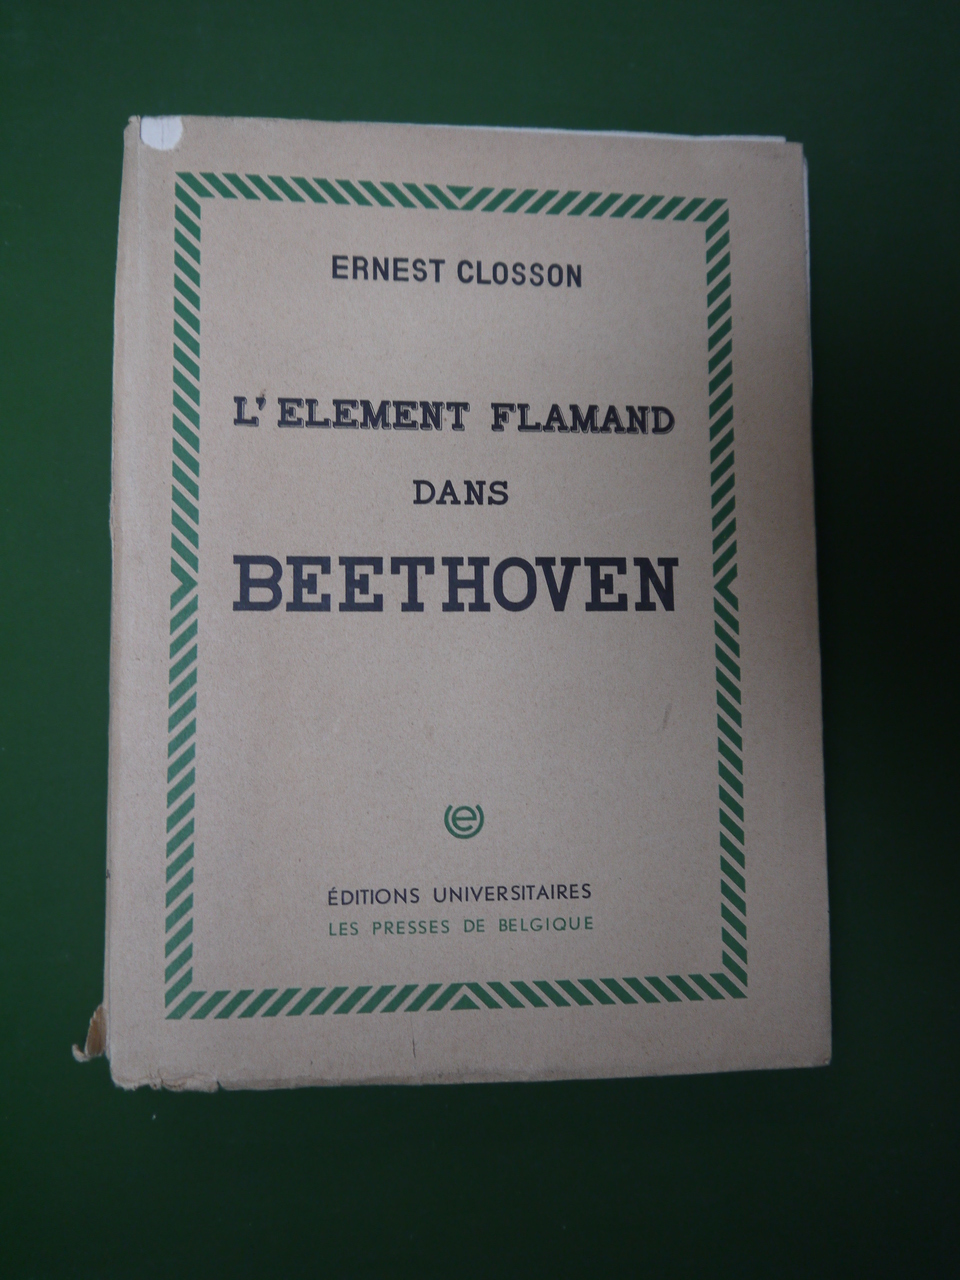 ERNEST CLOSSON
L'ELEMENT FLAMAND
DANS
BEETHOVEN
e
ÉDITIONS UNIVERSITAIRES
LES PRESSES DE BELGIQUE